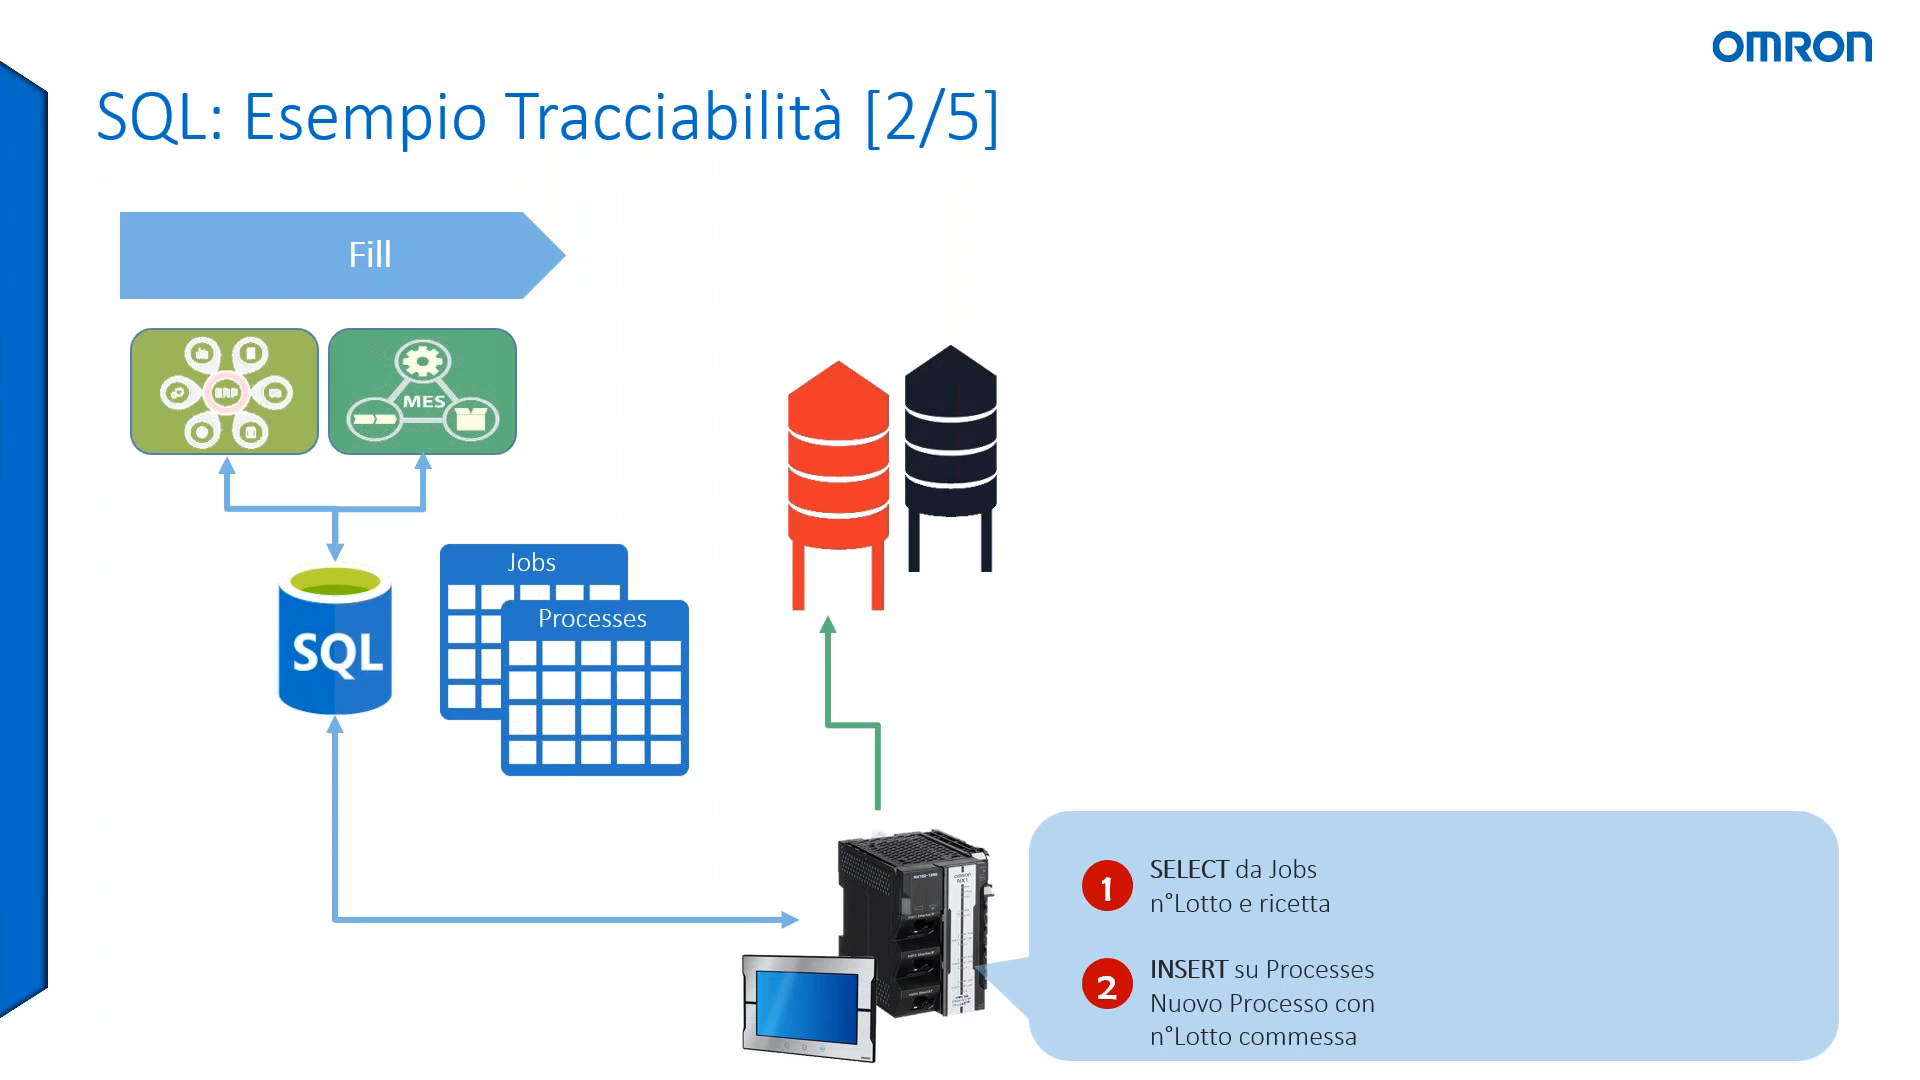 OMRON
SQL: Esempio Tracciabilità [2/5]
Fill
ERP
MES
Jobs
Processes
SQL
SELECT da Jobs
1
n°Lotto e ricetta
INSERT su Processes
2
Nuovo Processo con
n°Lotto commessa